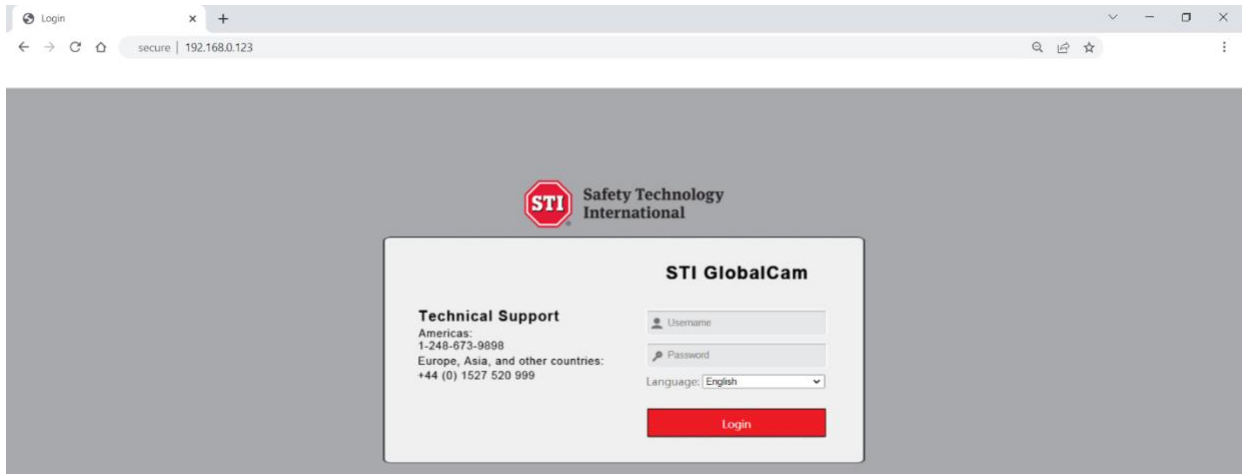 Login
secure | 192.168.0.123
STI
Safety Technology
International
STI GlobalCam
Technical Support
Americas:
1-248-673-9898
Europe, Asia, and other countries:
+44 (0) 1527 520 999
Username
Password
Language: English
Login